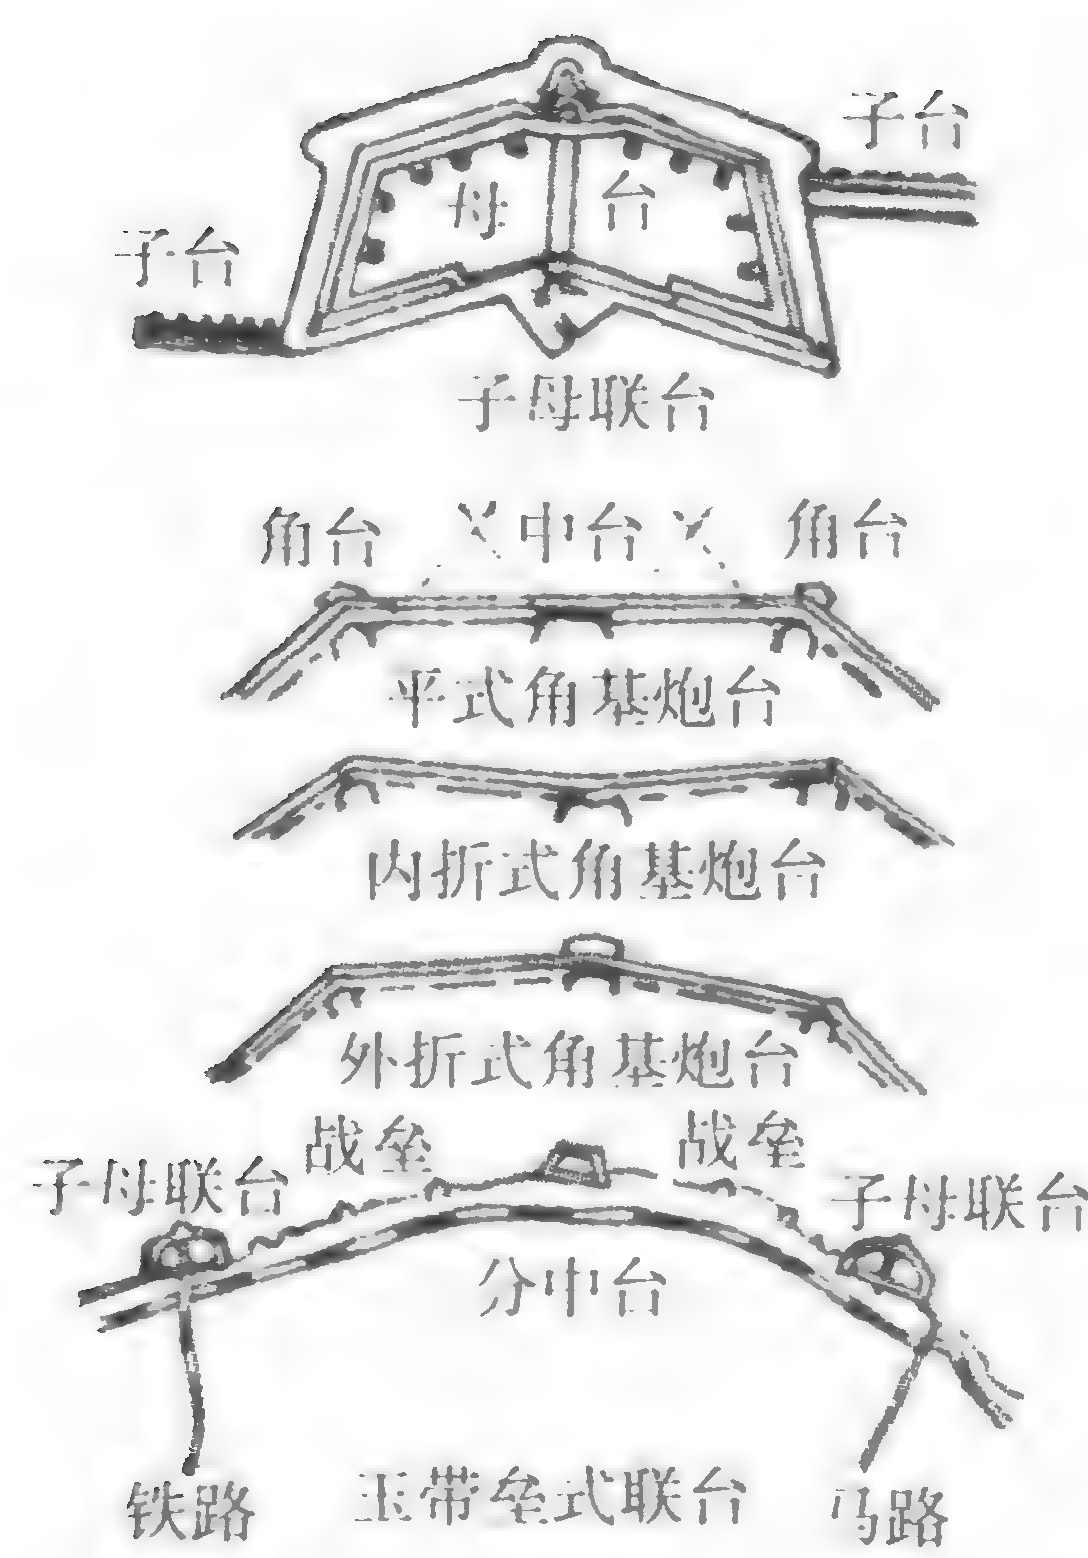 子台
母台
子台
子母联台
角台 中台 角台
平式角基炮台
内折式角基炮台
外折式角基炮台
战垒 战垒
子母联台 子母联台
分中台
铁路 玉带垒式联台 马路